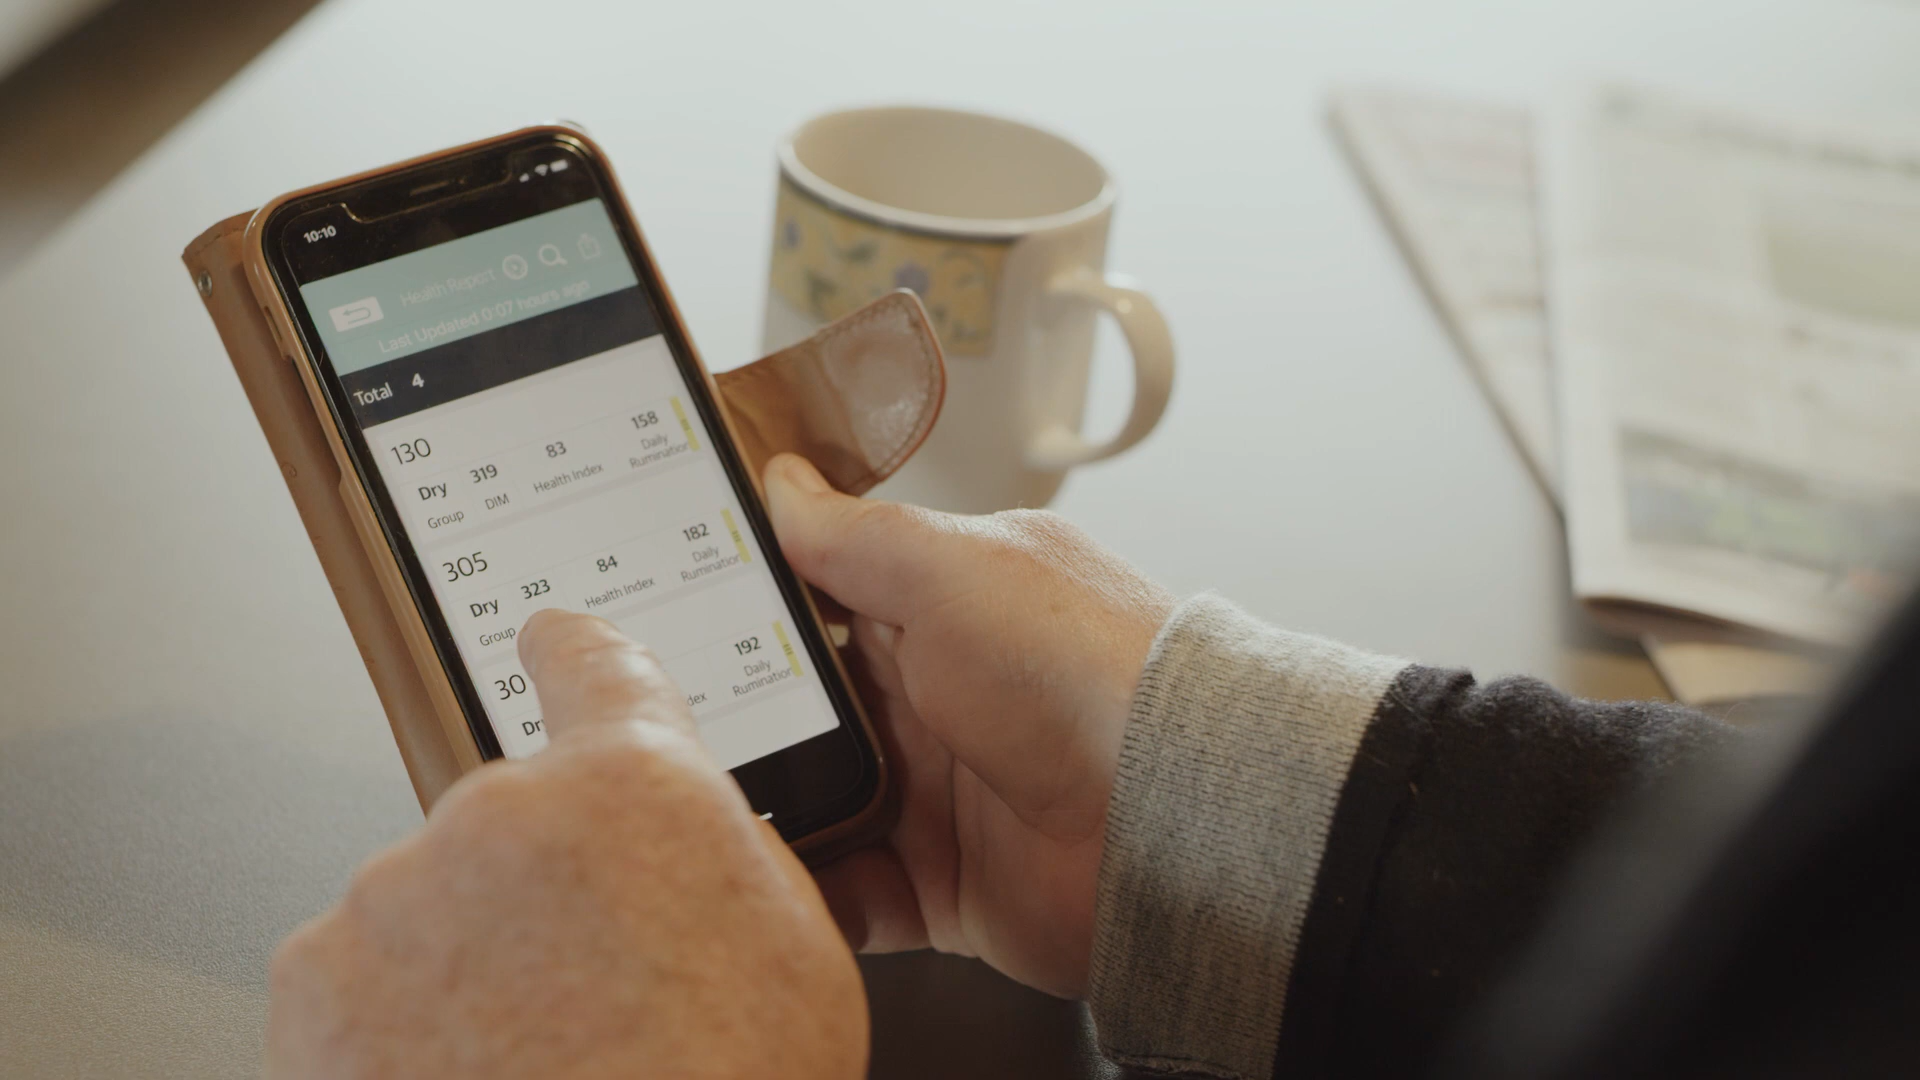 10:10
Health Report
Last Updated 0:07 hours ago
Total 4
130
Dry 319 83 158
Group DIM Health Index Daily Rumination
305
Dry 323 84 182
Group Health Index Daily Rumination
30
Dry 192
Daily Rumination